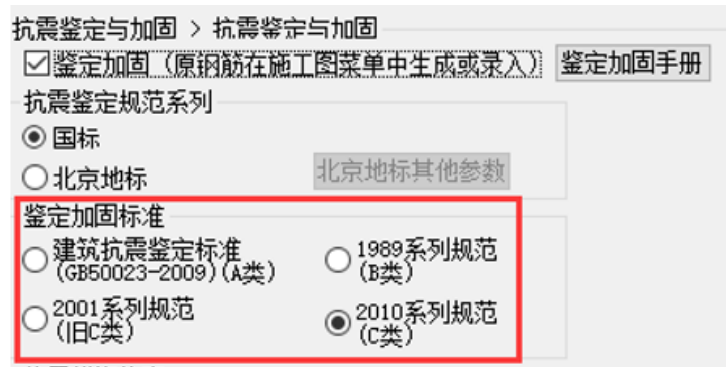 抗震鉴定与加固 > 抗震鉴定与加固
鉴定加固（原钢筋在施工图菜单中生成或录入） 鉴定加固手册
抗震鉴定规范系列
国标
北京地标 北京地标其他参数
鉴定加固标准
建筑抗震鉴定标准
(GB50023-2009)(A类)
1989系列规范
(B类)
2001系列规范
(旧C类)
2010系列规范
(C类)